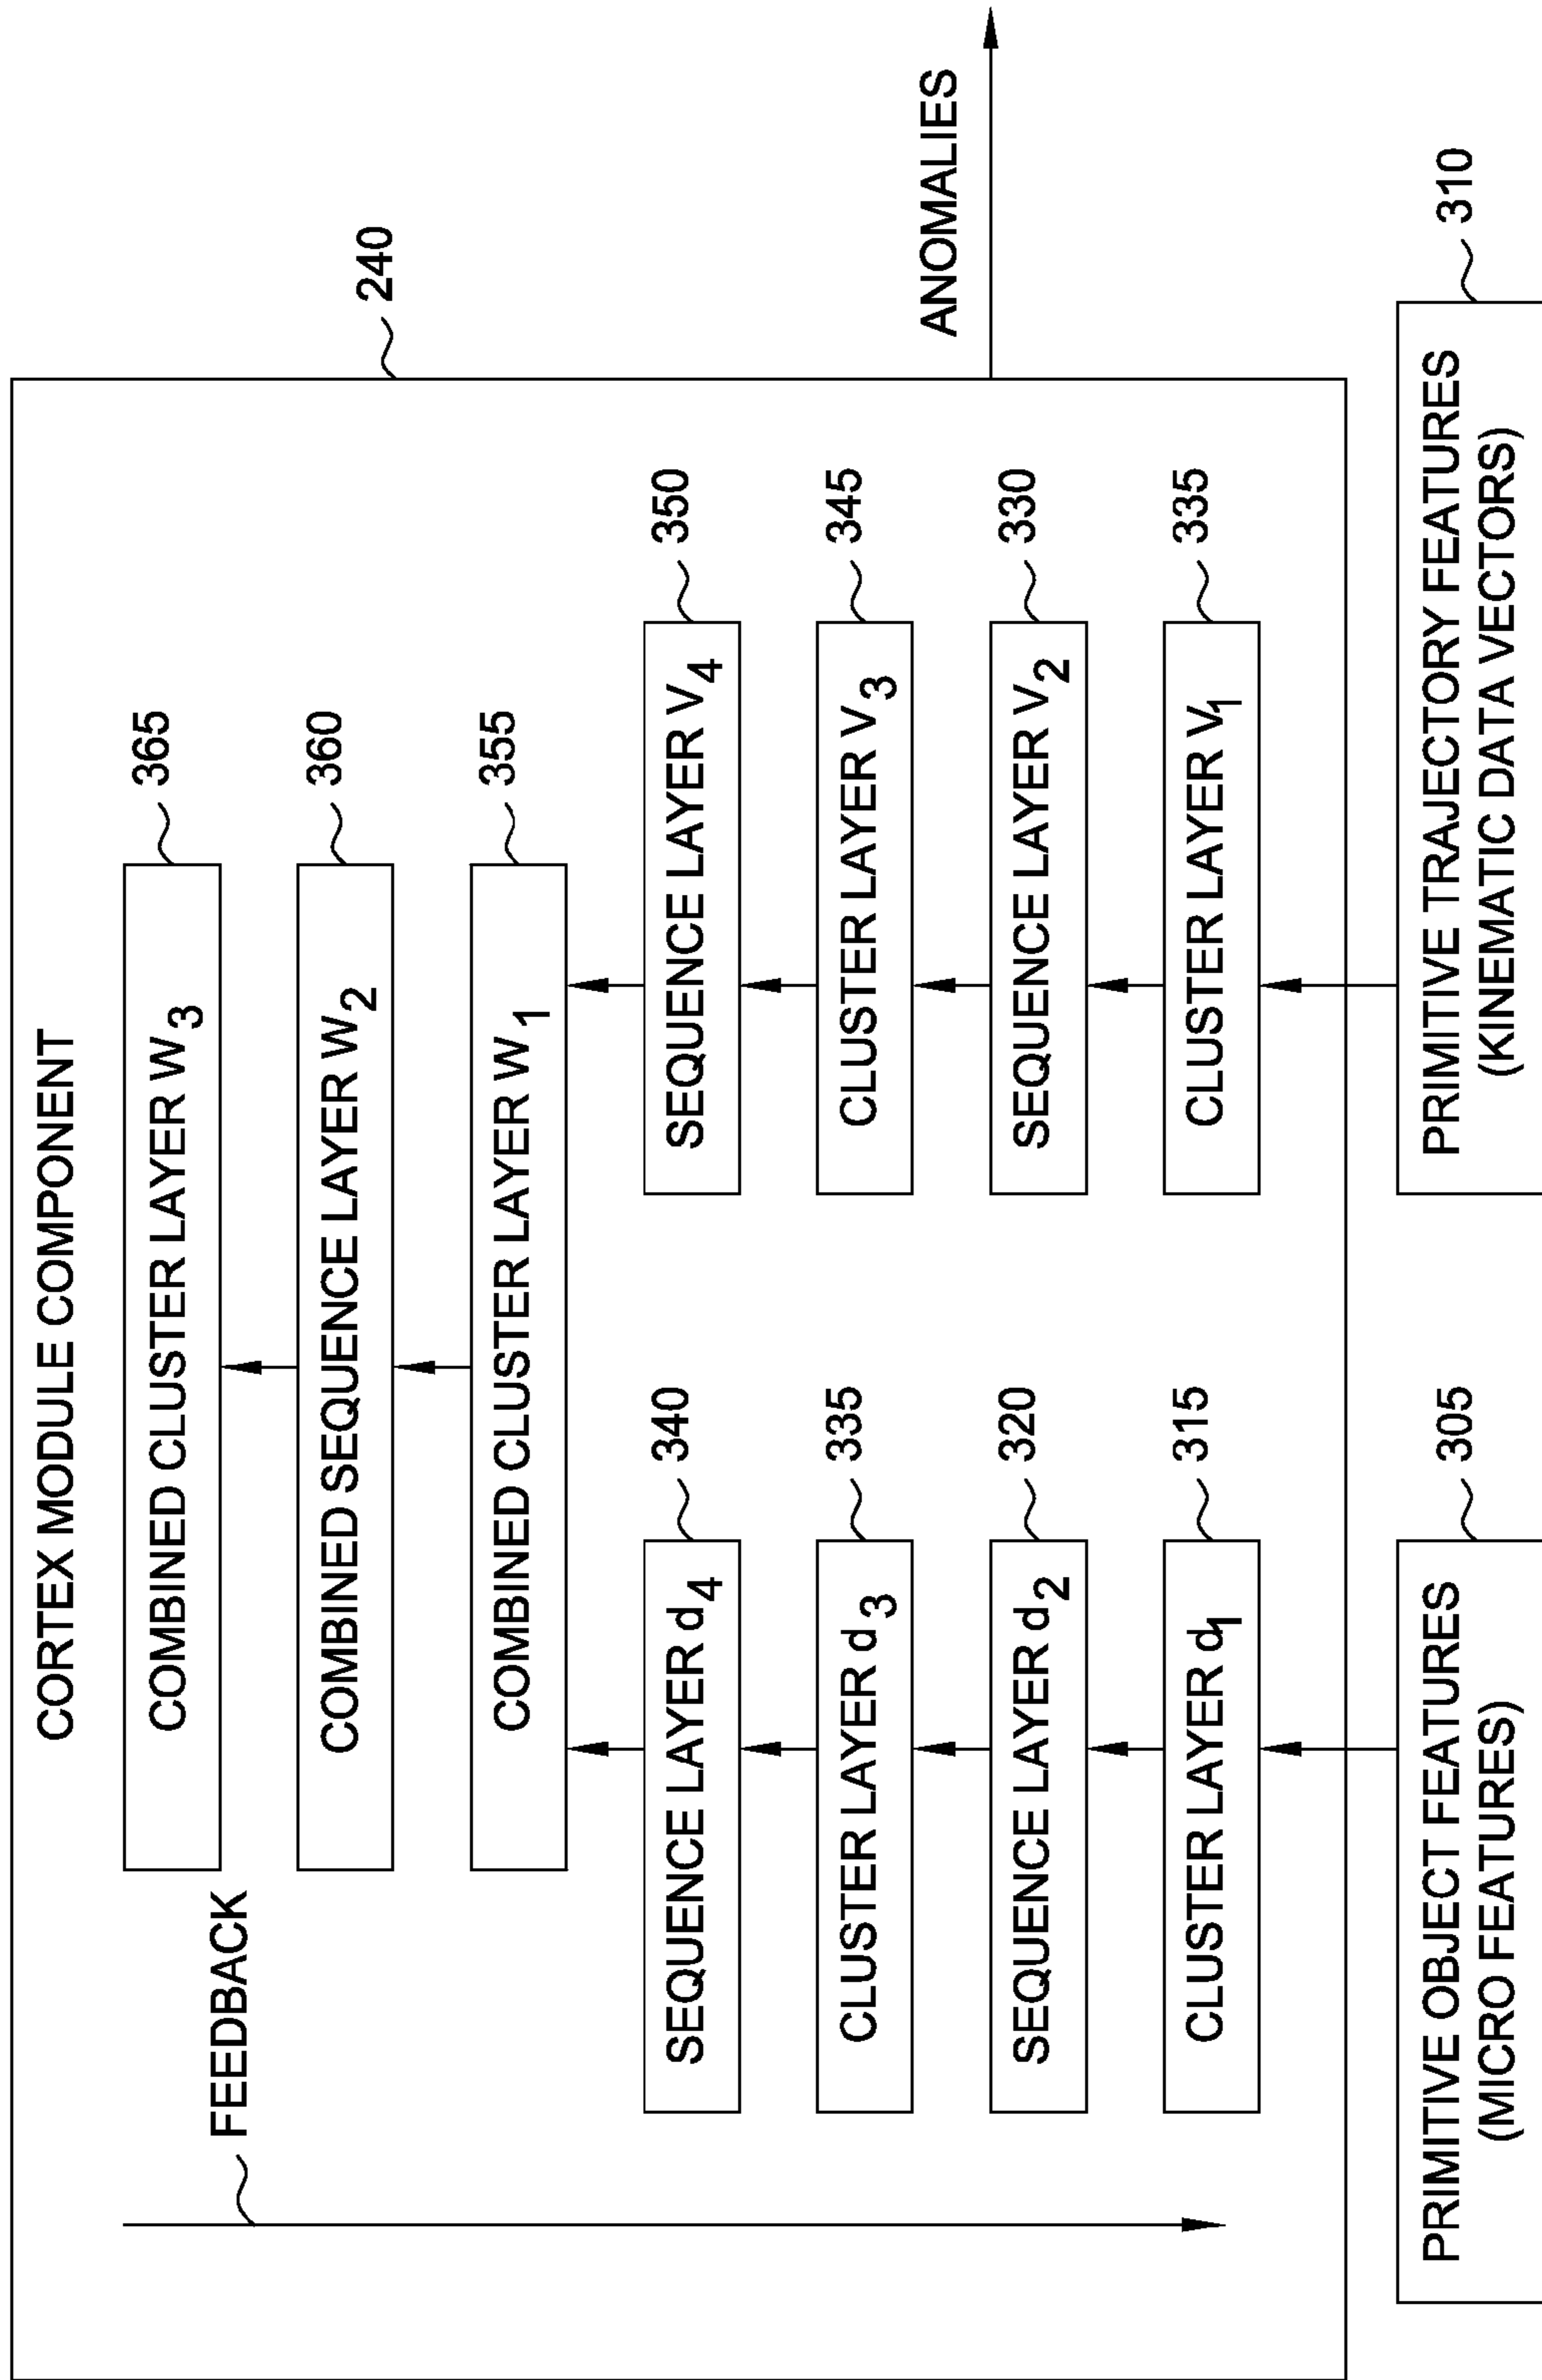 CORTEX MODULE COMPONENT
240
FEEDBACK
COMBINED CLUSTER LAYER W3
365
COMBINED SEQUENCE LAYER W2
360
COMBINED CLUSTER LAYER W1
355
SEQUENCE LAYER d4
340
SEQUENCE LAYER V4
350
CLUSTER LAYER d3
335
CLUSTER LAYER V3
345
SEQUENCE LAYER d2
320
SEQUENCE LAYER V2
330
CLUSTER LAYER d1
315
CLUSTER LAYER V1
335
ANOMALIES
PRIMITIVE OBJECT FEATURES
(MICRO FEATURES)
305
PRIMITIVE TRAJECTORY FEATURES
(KINEMATIC DATA VECTORS)
310